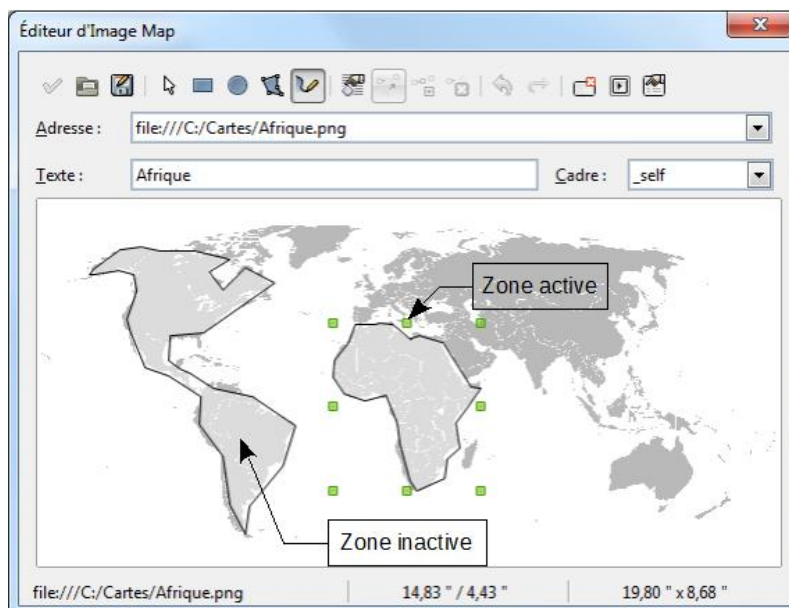 Éditeur d'Image Map
Adresse : file:///C:/Cartes/Afrique.png
Texte : Afrique Cadre : _self
Zone active
Zone inactive
file:///C:/Cartes/Afrique.png 14,83 " / 4,43 " 19,80 " x 8,68 "